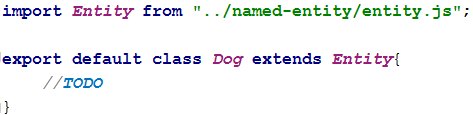 import Entity from "../named-entity/entity.js";
export default class Dog extends Entity{
//TODO
}